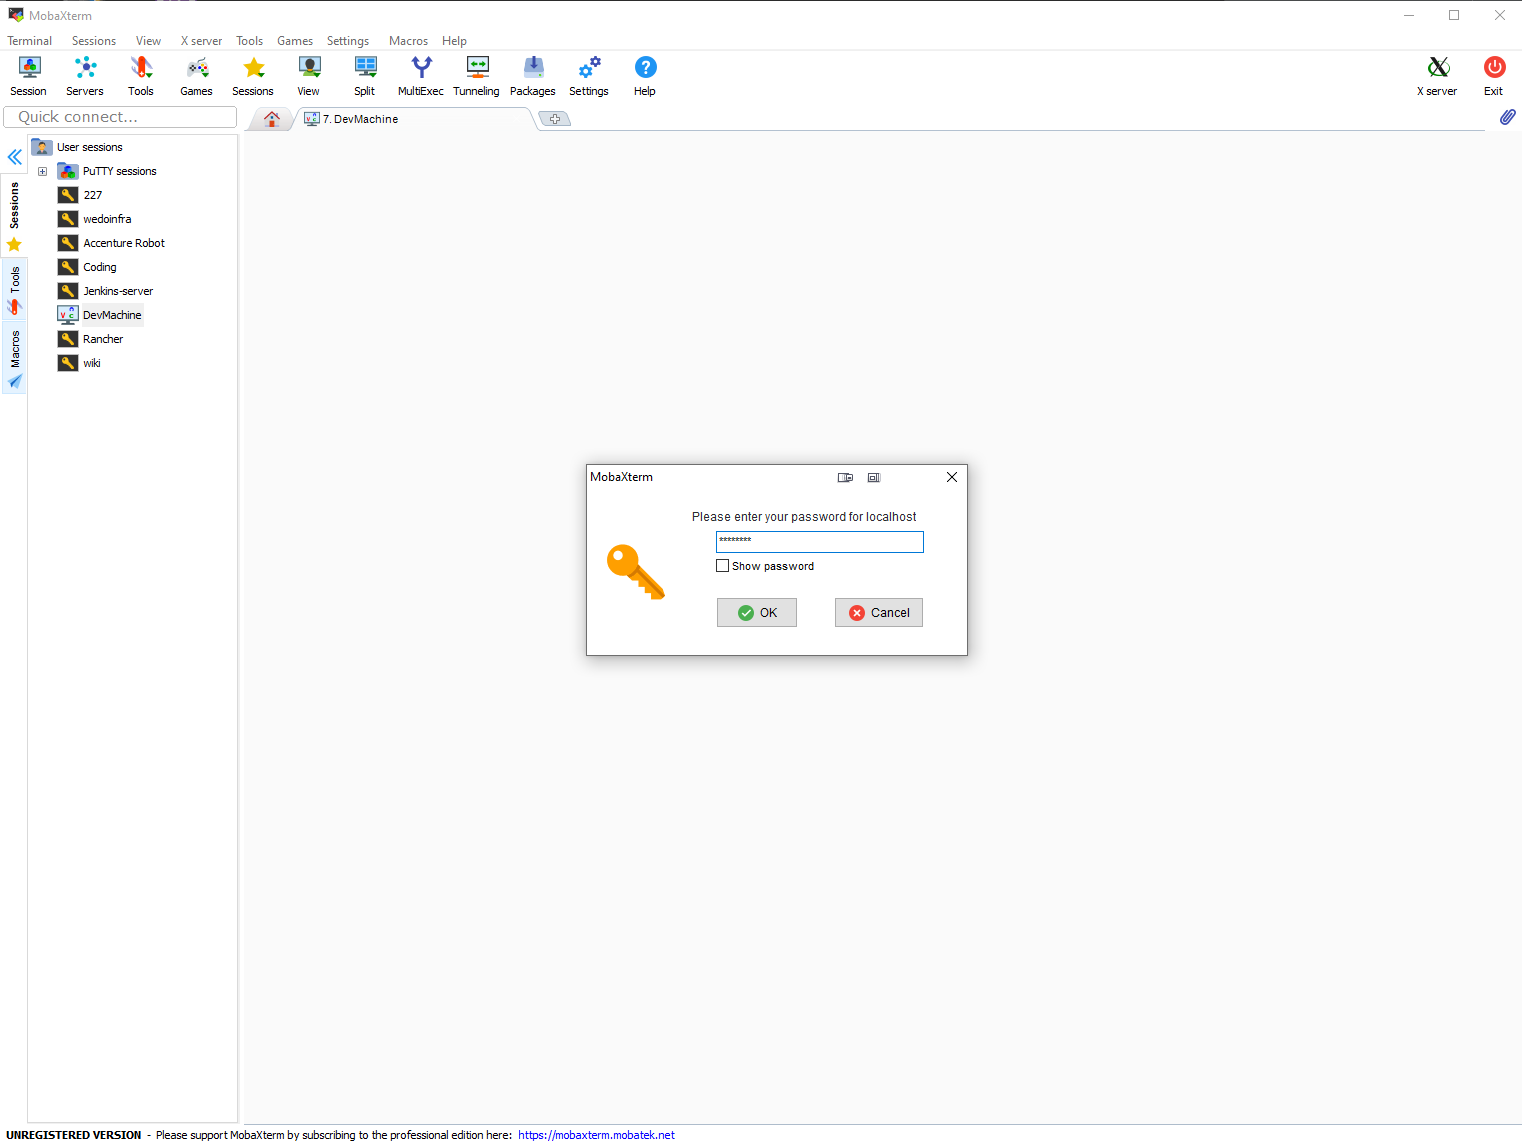 MobaXterm
Terminal Sessions View X server Tools Games Settings Macros Help
Session Servers Tools Games Sessions View Split MultiExec Tunneling Packages Settings Help X server Exit
Quick connect...
7. DevMachine
User sessions
PuTTY sessions
227
wedoinfra
Accenture Robot
Coding
Jenkins-server
DevMachine
Rancher
wiki
Sessions
Tools
Macros
MobaXterm
Please enter your password for localhost
********
Show password
OK Cancel
UNREGISTERED VERSION - Please support MobaXterm by subscribing to the professional edition here: https://mobaxterm.mobatek.net